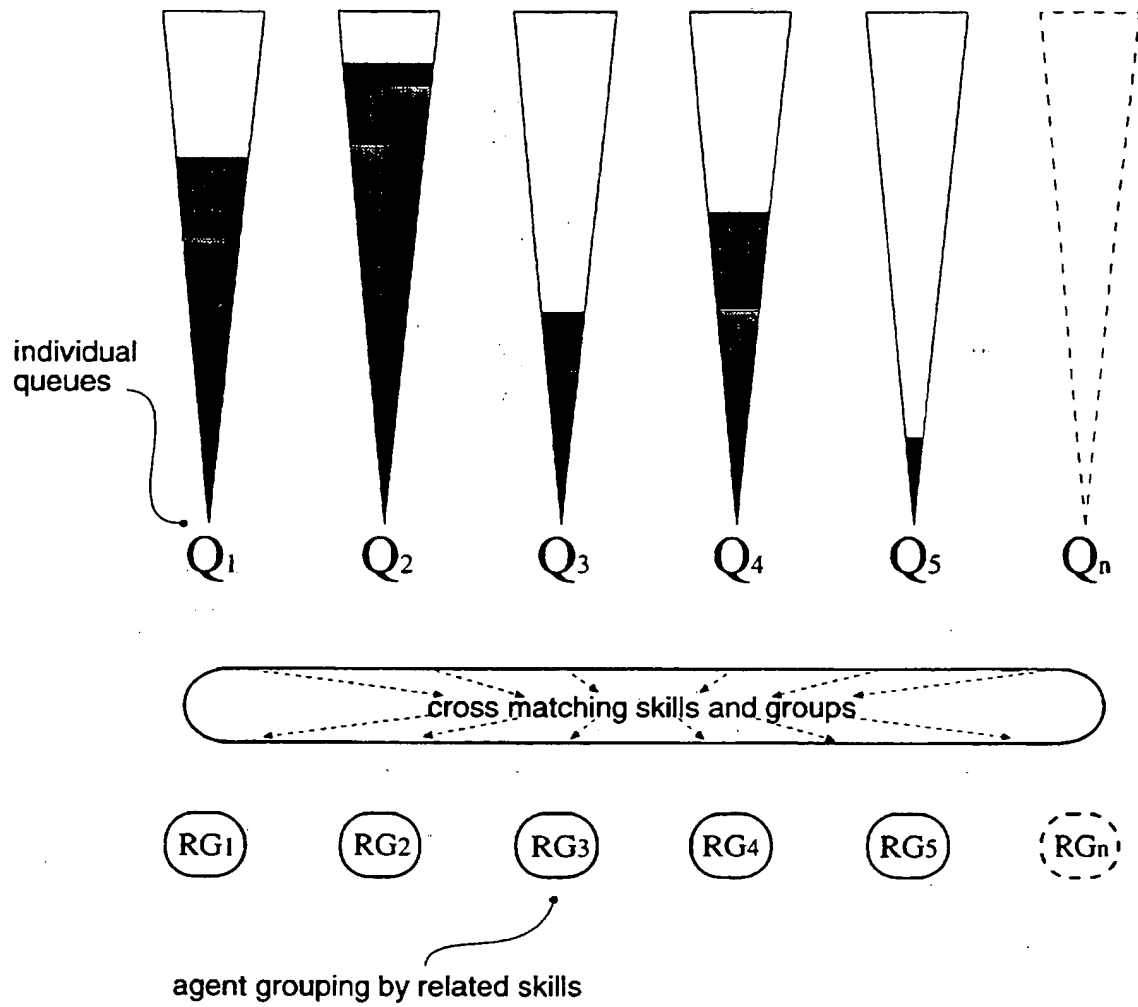 individual
queues
Q1 Q2 Q3 Q4 Q5 Qn
cross matching skills and groups
RG1 RG2 RG3 RG4 RG5 RGn
agent grouping by related skills